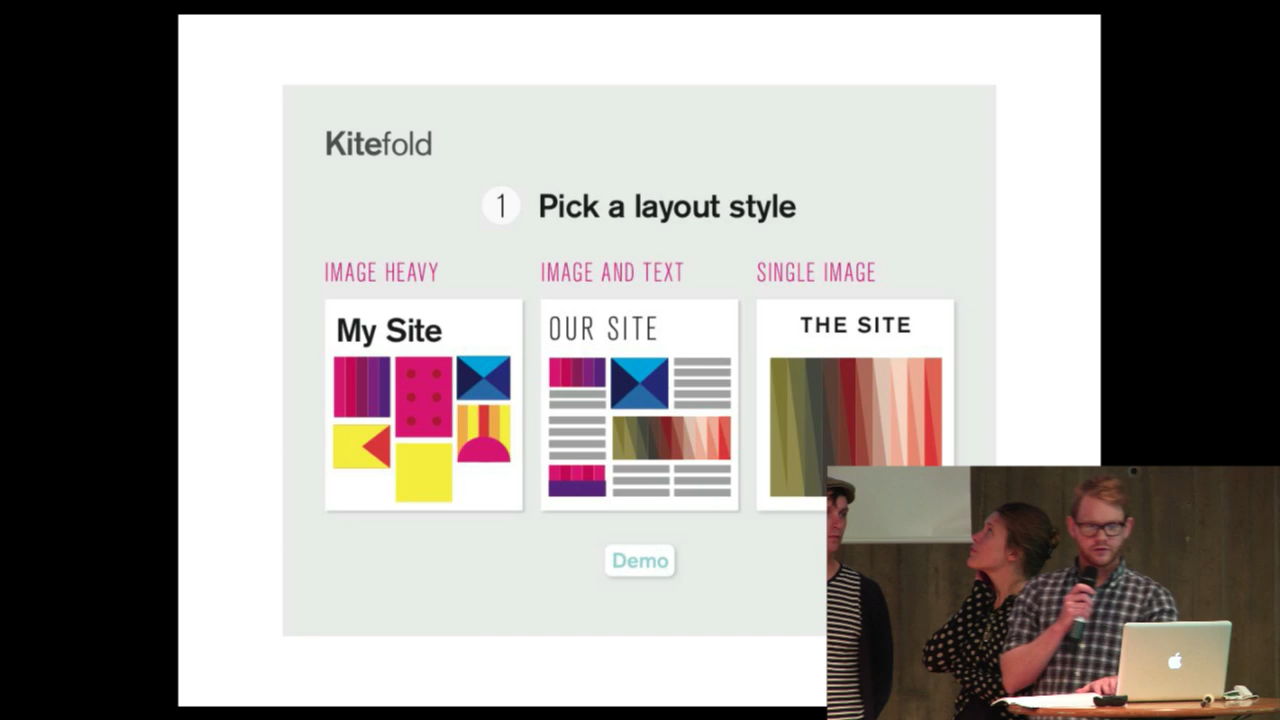 Kitefold
1 Pick a layout style
IMAGE HEAVY IMAGE AND TEXT SINGLE IMAGE
My Site OUR SITE THE SITE
Demo